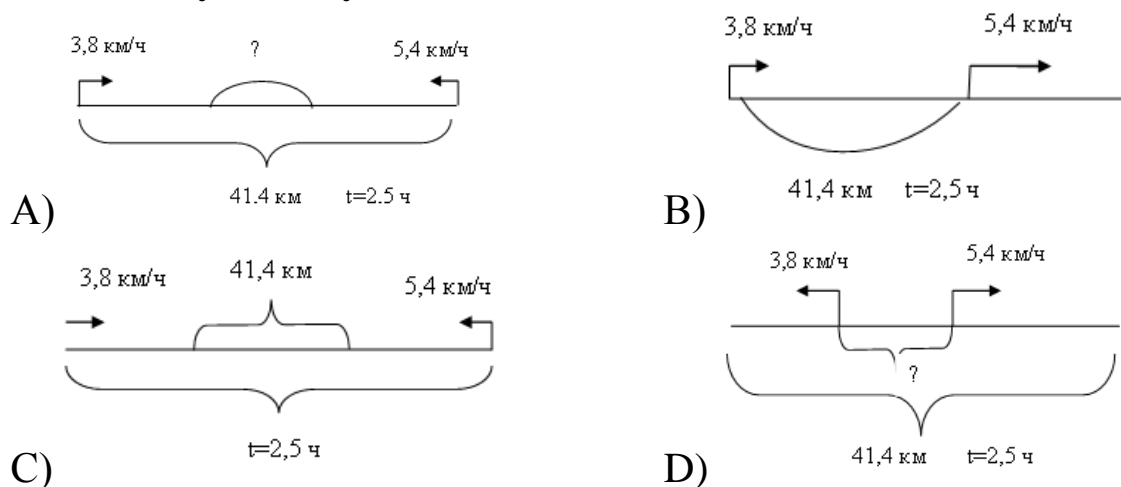 3,8 км/ч ? 5,4 км/ч
41.4 км t=2.5 ч
A)
3,8 км/ч 5,4 км/ч
41,4 км t=2,5 ч
B)
3,8 км/ч 41,4 км 5,4 км/ч
t=2,5 ч
C)
3,8 км/ч 5,4 км/ч
?
41,4 км t=2,5 ч
D)